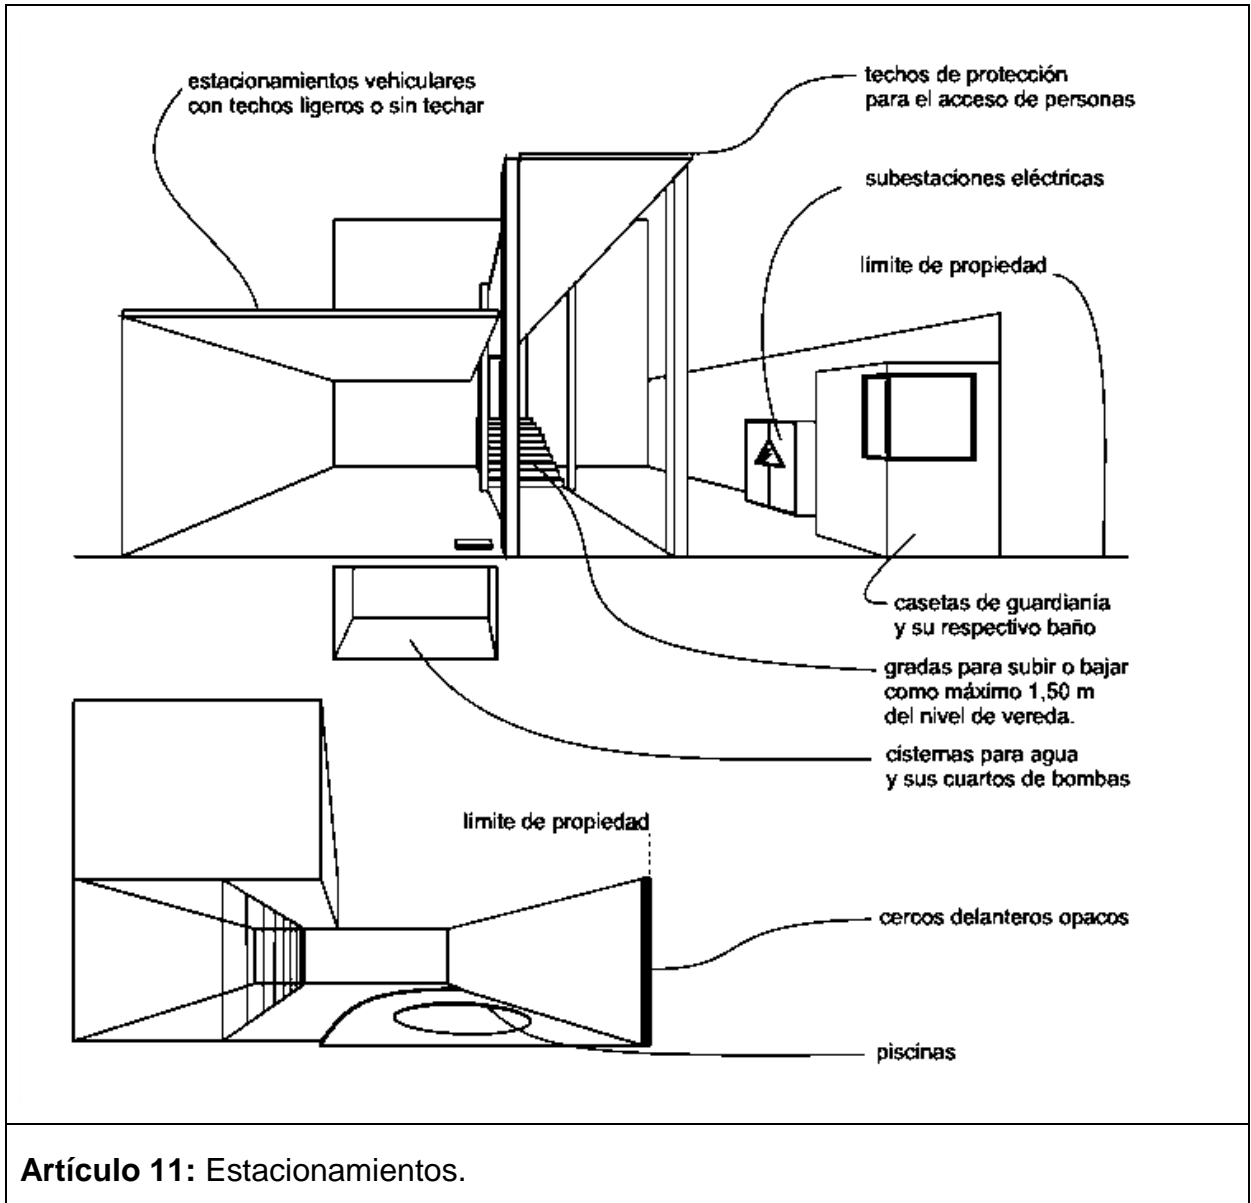 estacionamientos vehiculares
con techos ligeros o sin techar
techos de protección
para el acceso de personas
subestaciones eléctricas
límite de propiedad
casetas de guardianía
y su respectivo baño
gradas para subir o bajar
como máximo 1,50 m
del nivel de vereda.
cisternas para agua
y sus cuartos de bombas
límite de propiedad
cercos delanteros opacos
piscinas
Artículo 11: Estacionamientos.